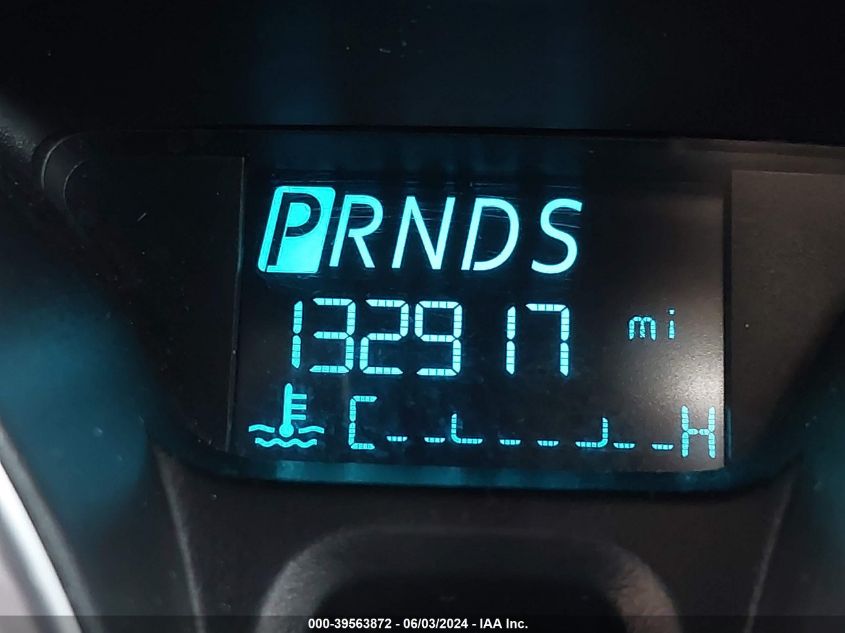 PRNDS
132917 mi
C H
000-39563872 - 06/03/2024 - IAA Inc.